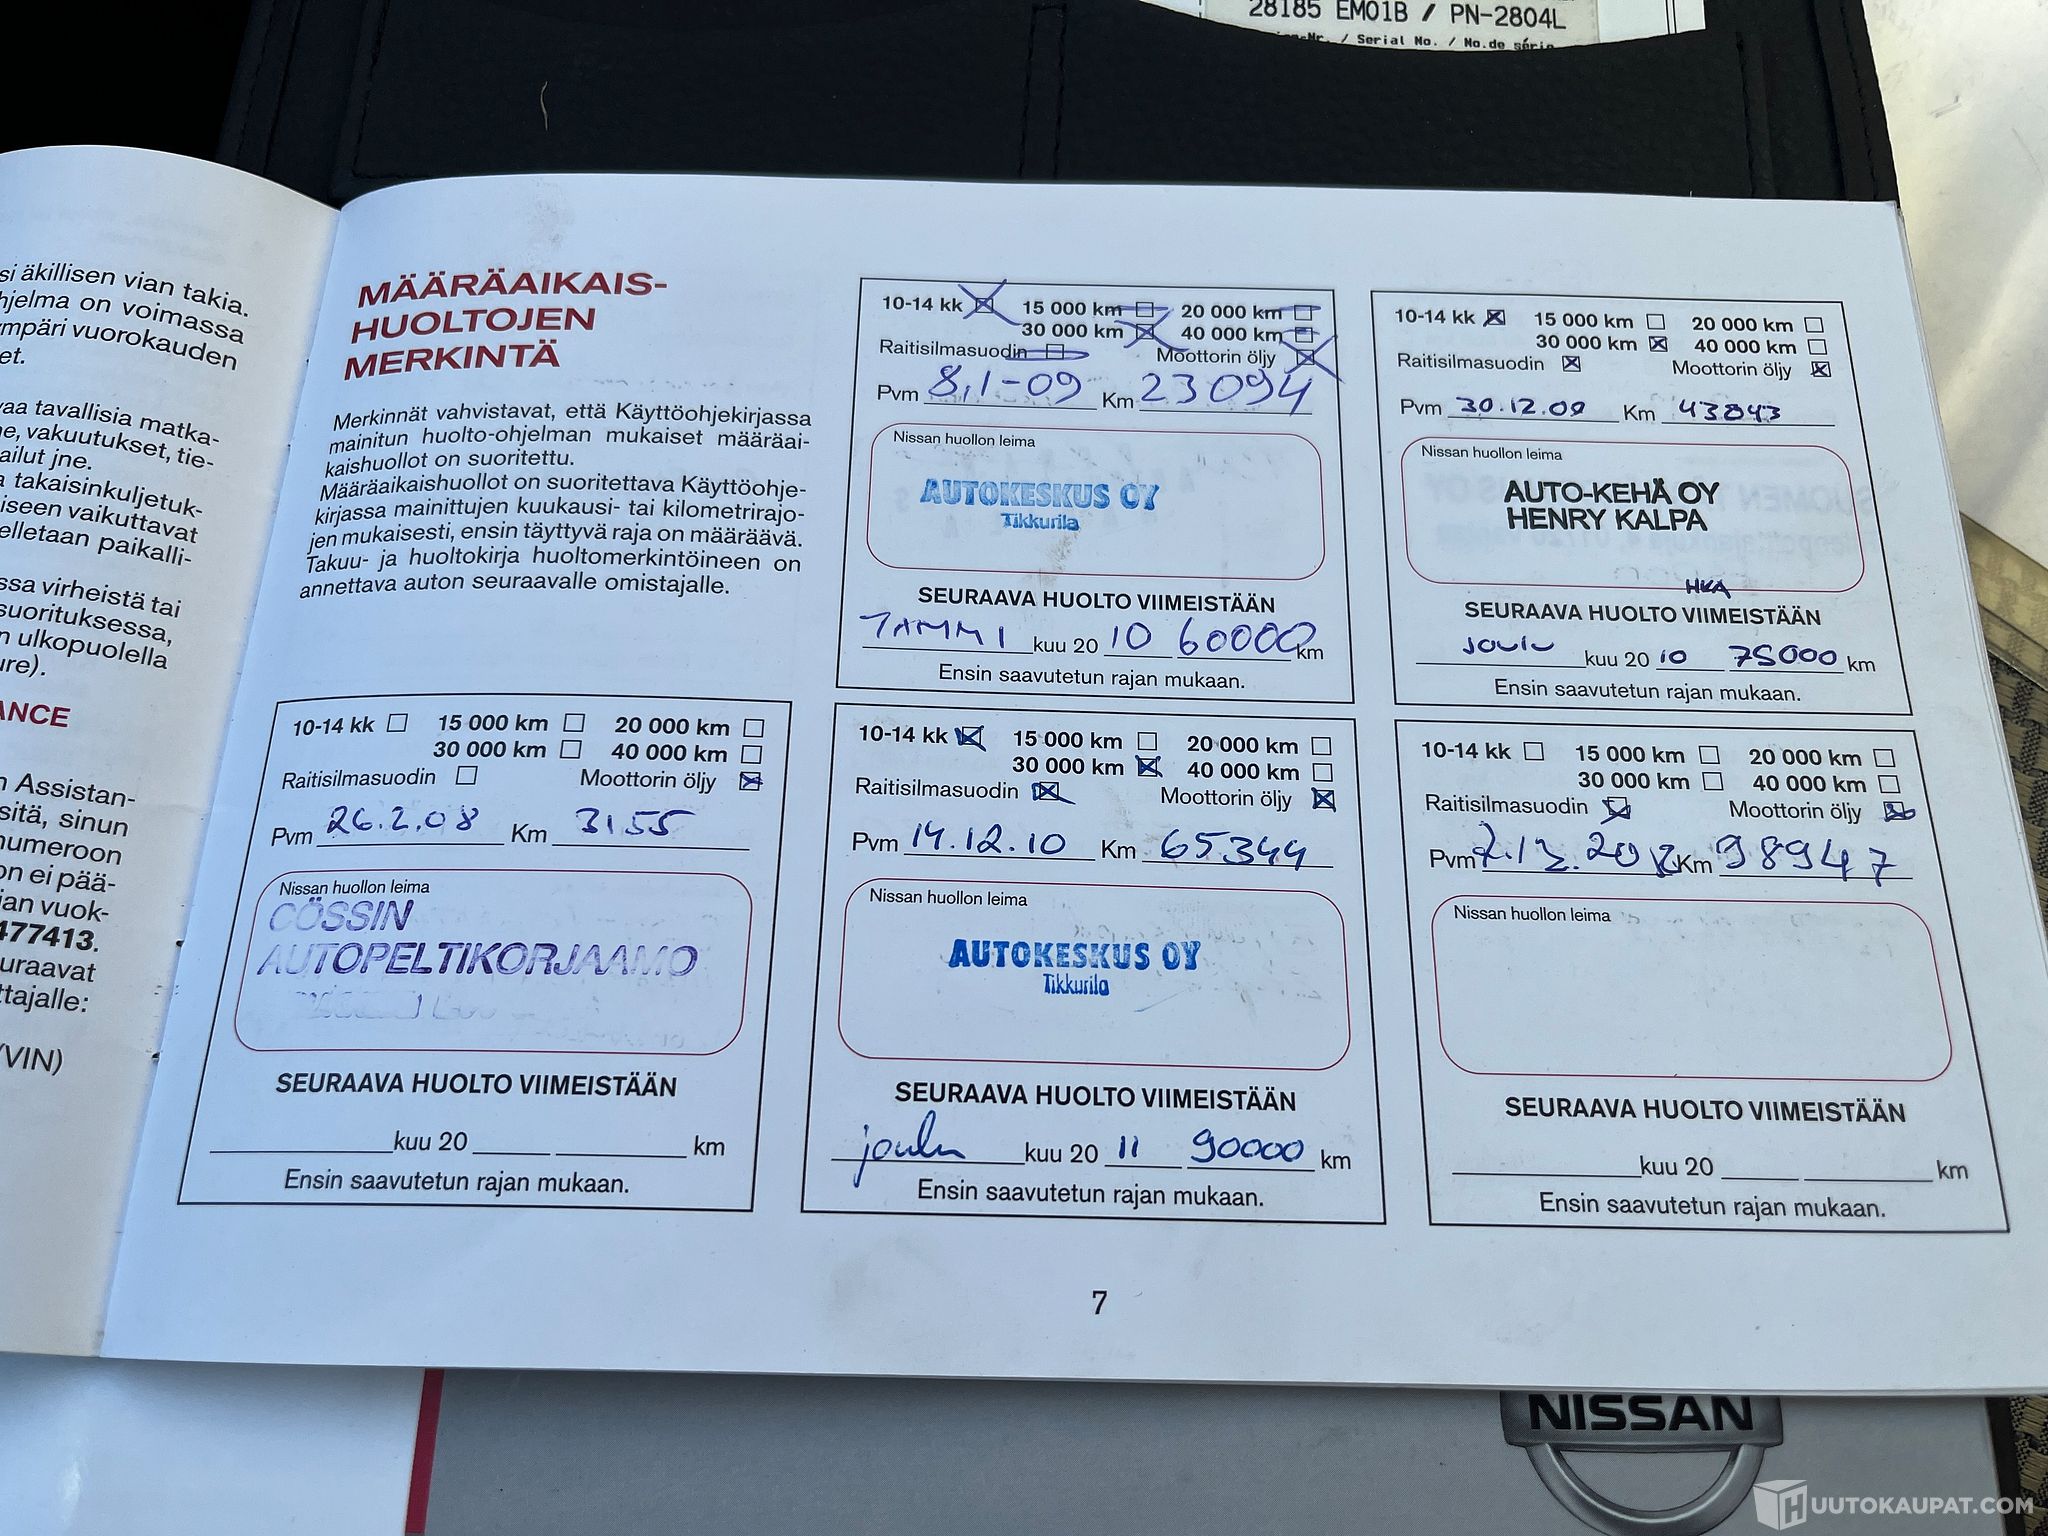 28185 EM01B / PN-2804L
/ Serial No. / No.de série
si äkillisen vian takia.
hjelma on voimassa
ympäri vuorokauden
et.
vaa tavallisia matka-
ne, vakuutukset, tie-
ailut jne.
a takaisinkuljetuk-
iseen vaikuttavat
elletaan paikalli-
ssa virheistä tai
suorituksessa,
n ulkopuolella
ure).
ANCE
n Assistan-
sitä, sinun
numeroon
on ei pää-
an vuok-
477413.
uraavat
ttajalle:
(VIN)
MÄÄRÄAIKAIS-
HUOLTOJEN
MERKINTÄ
Merkinnät vahvistavat, että Käyttöohjekirjassa
mainitun huolto-ohjelman mukaiset määräai-
kaishuollot on suoritettu.
Määräaikaishuollot on suoritettava Käyttöohje-
kirjassa mainittujen kuukausi- tai kilometrirajo-
jen mukaisesti, ensin täyttyvä raja on määräävä.
Takuu- ja huoltokirja huoltomerkintöineen on
annettava auton seuraavalle omistajalle.
10-14 kk 15 000 km 20 000 km
30 000 km 40 000 km
Raitisilmasuodin Moottorin öljy
Pvm 8,1-09 Km 23094
Nissan huollon leima
AUTOKESKUS OY
Tikkurila
SEURAAVA HUOLTO VIIMEISTÄÄN
TAMMI kuu 20 10 60000 km
Ensin saavutetun rajan mukaan.
10-14 kk 15 000 km 20 000 km
30 000 km 40 000 km
Raitisilmasuodin Moottorin öljy
Pvm 30.12.09 Km 43843
Nissan huollon leima
AUTO-KEHÄ OY
HENRY KALPA
HKA
SEURAAVA HUOLTO VIIMEISTÄÄN
JOULU kuu 20 10 75000 km
Ensin saavutetun rajan mukaan.
10-14 kk 15 000 km 20 000 km
30 000 km 40 000 km
Raitisilmasuodin Moottorin öljy
Pvm 26.2.08 Km 3155
Nissan huollon leima
CÖSSIN
AUTOPELTIKORJAAMO
SEURAAVA HUOLTO VIIMEISTÄÄN
kuu 20 km
Ensin saavutetun rajan mukaan.
10-14 kk 15 000 km 20 000 km
30 000 km 40 000 km
Raitisilmasuodin Moottorin öljy
Pvm 14.12.10 Km 65344
Nissan huollon leima
AUTOKESKUS OY
Tikkurila
SEURAAVA HUOLTO VIIMEISTÄÄN
joulu kuu 20 11 90000 km
Ensin saavutetun rajan mukaan.
10-14 kk 15 000 km 20 000 km
30 000 km 40 000 km
Raitisilmasuodin Moottorin öljy
Pvm Km 98947
Nissan huollon leima
SEURAAVA HUOLTO VIIMEISTÄÄN
kuu 20 km
Ensin saavutetun rajan mukaan.
7
NISSAN
HUUTOKAUPAT.COM